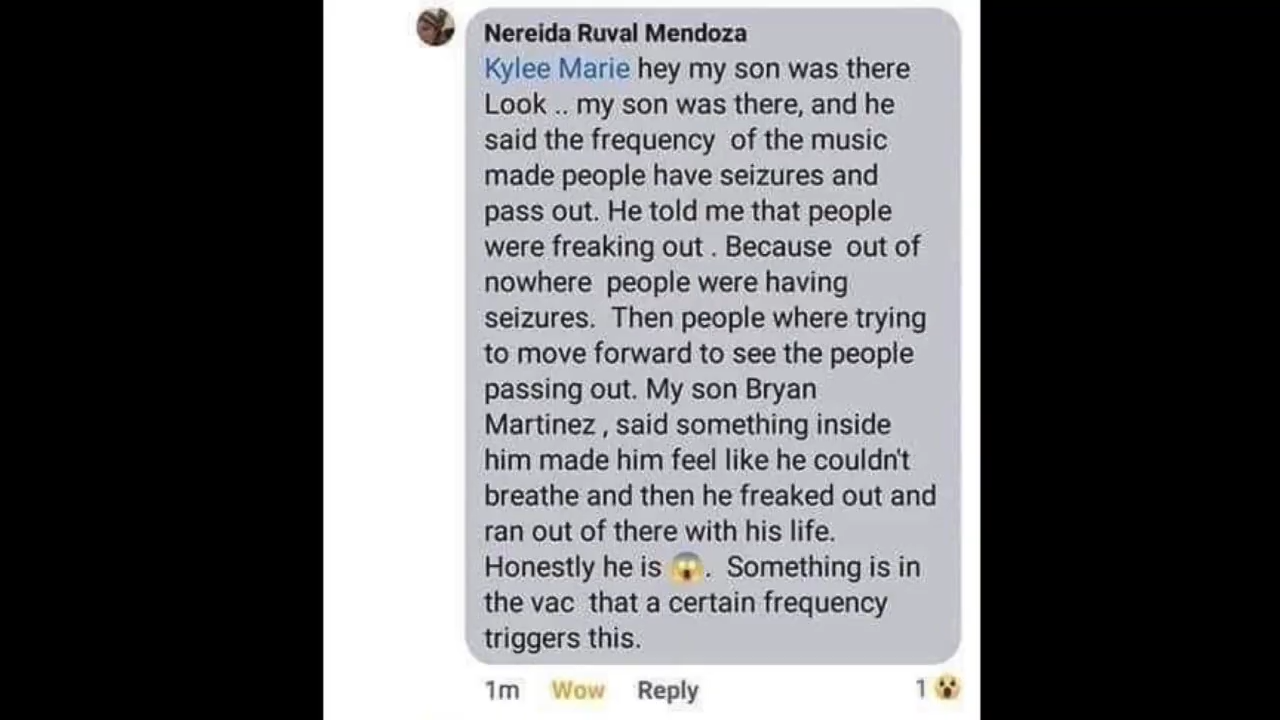 Nereida Ruval Mendoza
Kylee Marie hey my son was there
Look .. my son was there, and he
said the frequency  of the music
made people have seizures and
pass out. He told me that people
were freaking out . Because  out of
nowhere  people were having
seizures.  Then people where trying
to move forward to see the people
passing out. My son Bryan
Martinez , said something inside
him made him feel like he couldn't
breathe and then he freaked out and
ran out of there with his life.
Honestly he is 😱.  Something is in
the vac  that a certain frequency
triggers this.
1m Wow Reply 1